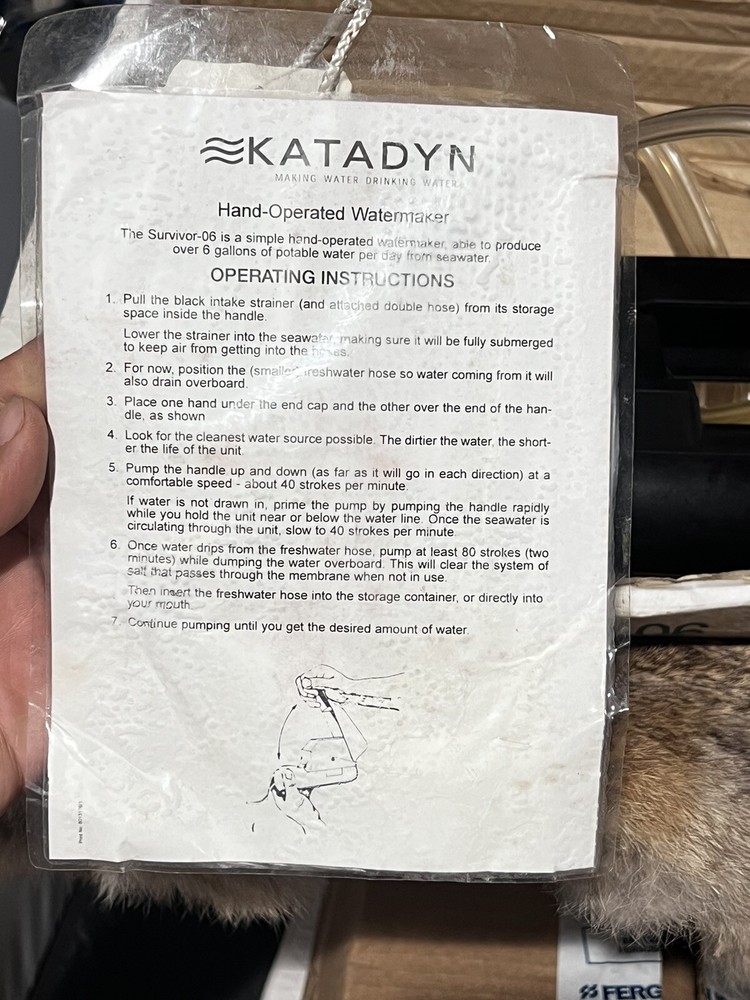 KATADYN
MAKING WATER DRINKING WATER
Hand-Operated Watermaker
The Survivor-06 is a simple hand-operated watermaker, able to produce
over 6 gallons of potable water per day from seawater
OPERATING INSTRUCTIONS
1. Pull the black intake strainer (and attached double hose) from its storage
space inside the handle.
Lower the strainer into the seawater, making sure it will be fully submerged
to keep air from getting into the hoses.
2. For now, position the (smaller) freshwater hose so water coming from it will
also drain overboard.
3. Place one hand under the end cap and the other over the end of the han-
dle, as shown
4. Look for the cleanest water source possible. The dirtier the water, the short-
er the life of the unit.
5. Pump the handle up and down (as far as it will go in each direction) at a
comfortable speed - about 40 strokes per minute.
If water is not drawn in, prime the pump by pumping the handle rapidly
while you hold the unit near or below the water line. Once the seawater is
circulating through the unit, slow to 40 strokes per minute.
6. Once water drips from the freshwater hose, pump at least 80 strokes (two
minutes) while dumping the water overboard. This will clear the system of
salt that passes through the membrane when not in use.
Then insert the freshwater hose into the storage container, or directly into
your mouth.
7. Continue pumping until you get the desired amount of water.
06
FERG